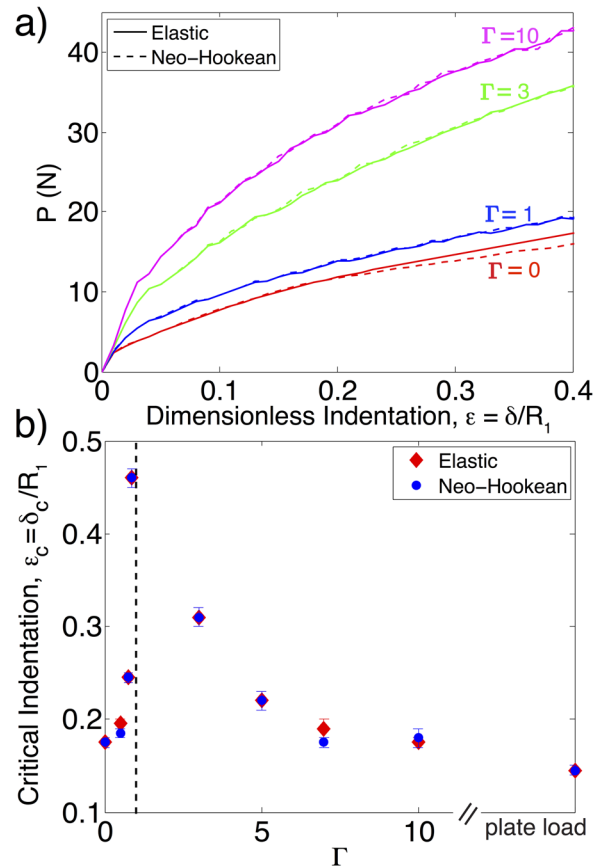 a)
Elastic
Neo-Hookean
Γ= 10
Γ= 3
Γ= 1
Γ= 0
P (N)
40
30
20
10
0
0 0.1 0.2 0.3 0.4
Dimensionless Indentation, ε = δ/R₁
b)
Elastic
Neo-Hookean
Critical Indentation, ε_c=δ_c/R₁
0.5
0.4
0.3
0.2
0.1
0 5 10 // plate load
Γ